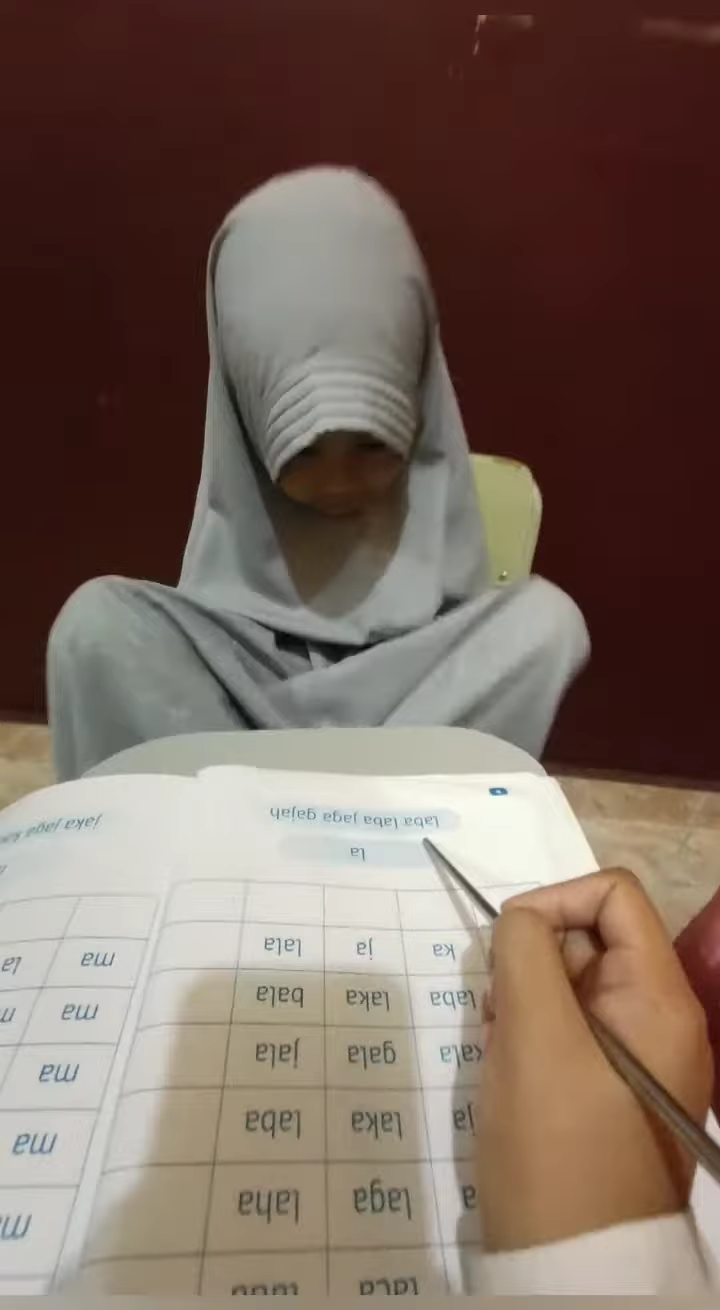 laga laha
laka laba
kala gala jala
laba laka bala
ka ja lala
la
laba laba jaga gajah
ma
ma
ma
ma la
jaka jaga